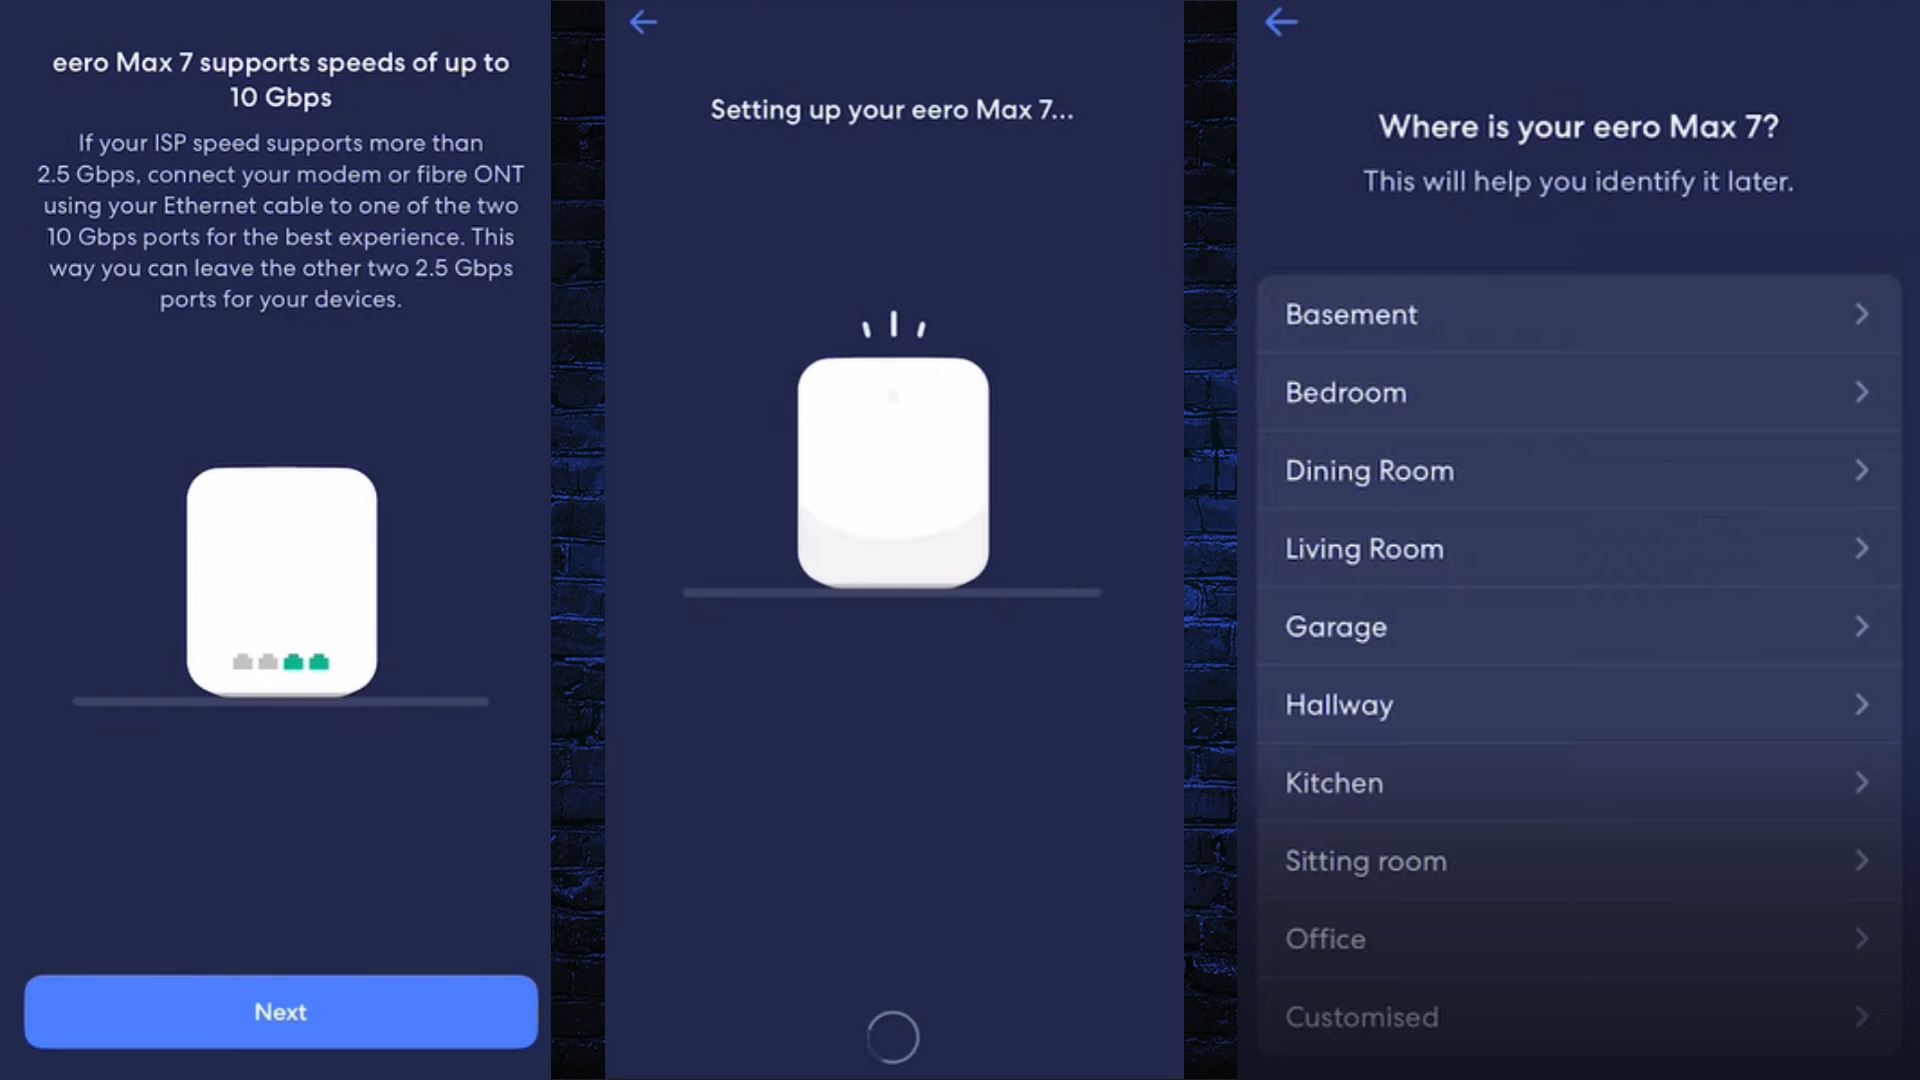 eero Max 7 supports speeds of up to
10 Gbps
If your ISP speed supports more than
2.5 Gbps, connect your modem or fibre ONT
using your Ethernet cable to one of the two
10 Gbps ports for the best experience. This
way you can leave the other two 2.5 Gbps
ports for your devices.
Next
Setting up your eero Max 7...
Where is your eero Max 7?
This will help you identify it later.
Basement
Bedroom
Dining Room
Living Room
Garage
Hallway
Kitchen
Sitting room
Office
Customised